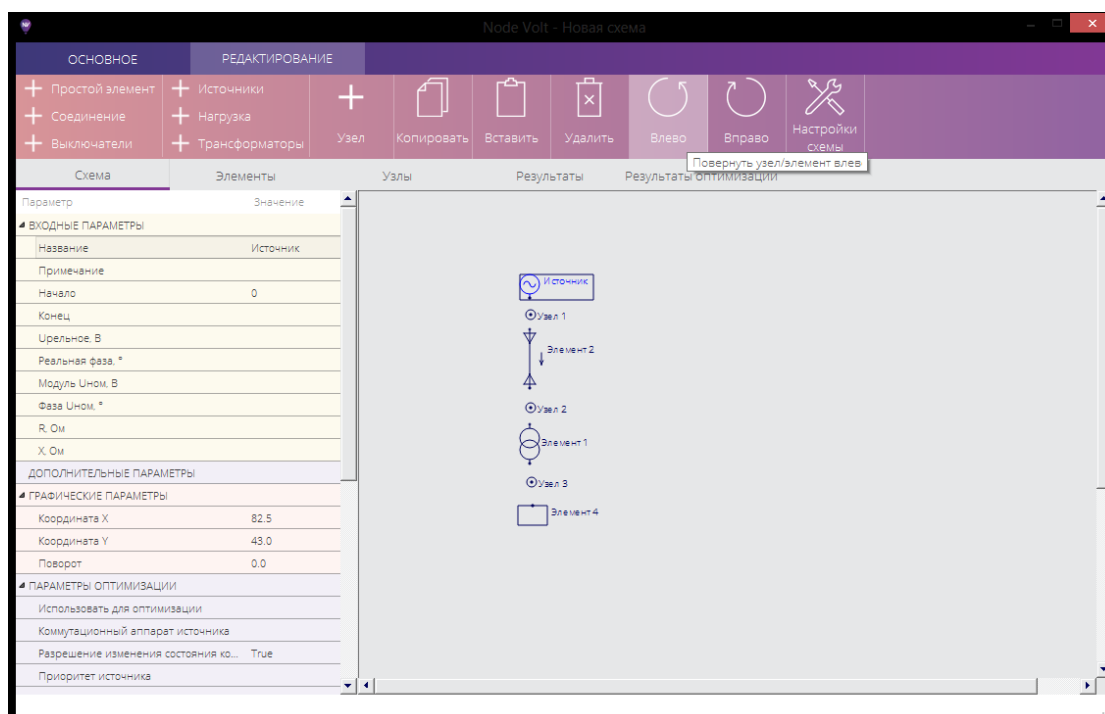 Node Volt - Новая схема
ОСНОВНОЕ РЕДАКТИРОВАНИЕ
Простой элемент
Соединение
Выключатели
Источники
Нагрузка
Трансформаторы
Узел
Копировать
Вставить
Удалить
Влево
Вправо
Настройки
схемы
Повернуть узел/элемент влев
Схема Элементы Узлы Результаты Результаты оптимизации
Параметр Значение
ВХОДНЫЕ ПАРАМЕТРЫ
Название Источник
Примечание
Начало 0
Конец
Uрельное, В
Реальная фаза, °
Модуль Uном, В
Фаза Uном, °
R, Ом
X, Ом
ДОПОЛНИТЕЛЬНЫЕ ПАРАМЕТРЫ
ГРАФИЧЕСКИЕ ПАРАМЕТРЫ
Координата X 82.5
Координата Y 43.0
Поворот 0.0
ПАРАМЕТРЫ ОПТИМИЗАЦИИ
Использовать для оптимизации
Коммутационный аппарат источника
Разрешение изменения состояния ко... True
Приоритет источника
Источник
Узел 1
Элемент 2
Узел 2
Элемент 1
Узел 3
Элемент 4